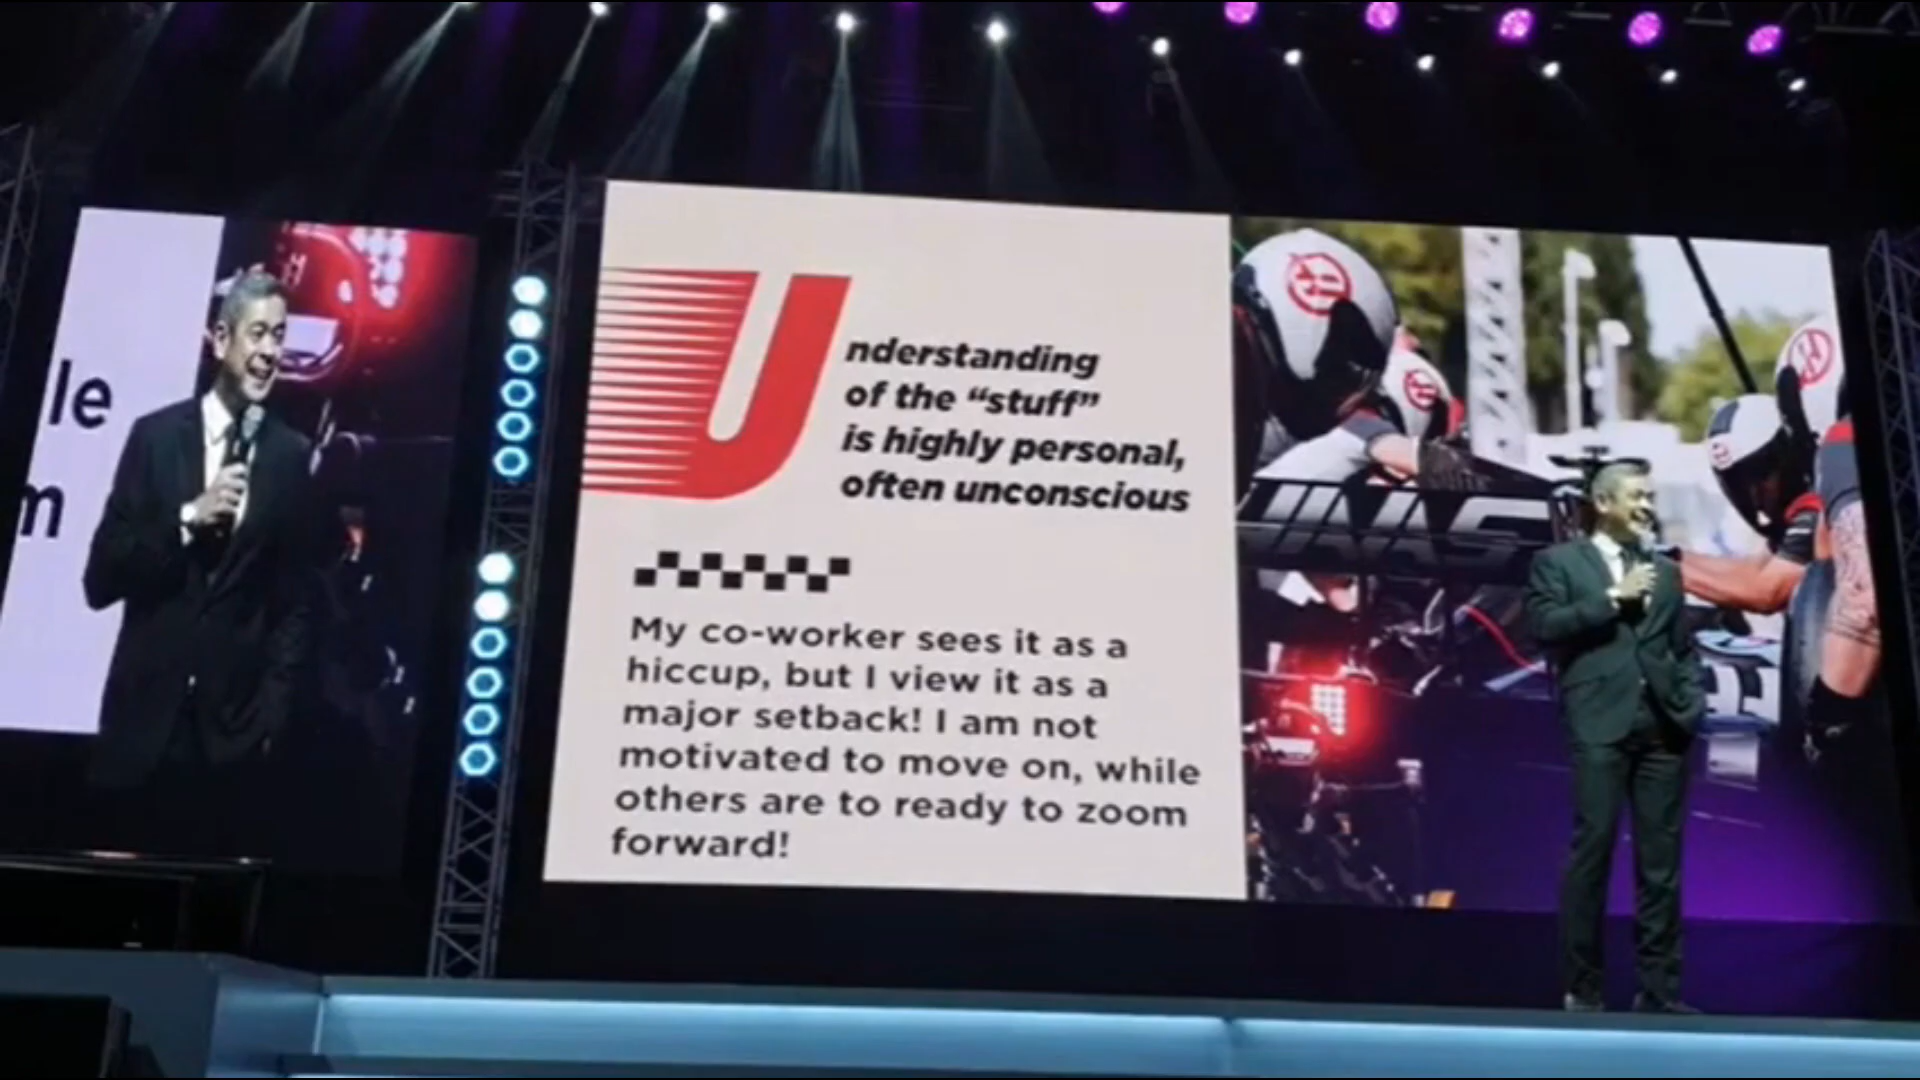 le
m
Understanding
of the “stuff”
is highly personal,
often unconscious
My co-worker sees it as a
hiccup, but I view it as a
major setback! I am not
motivated to move on, while
others are to ready to zoom
forward!